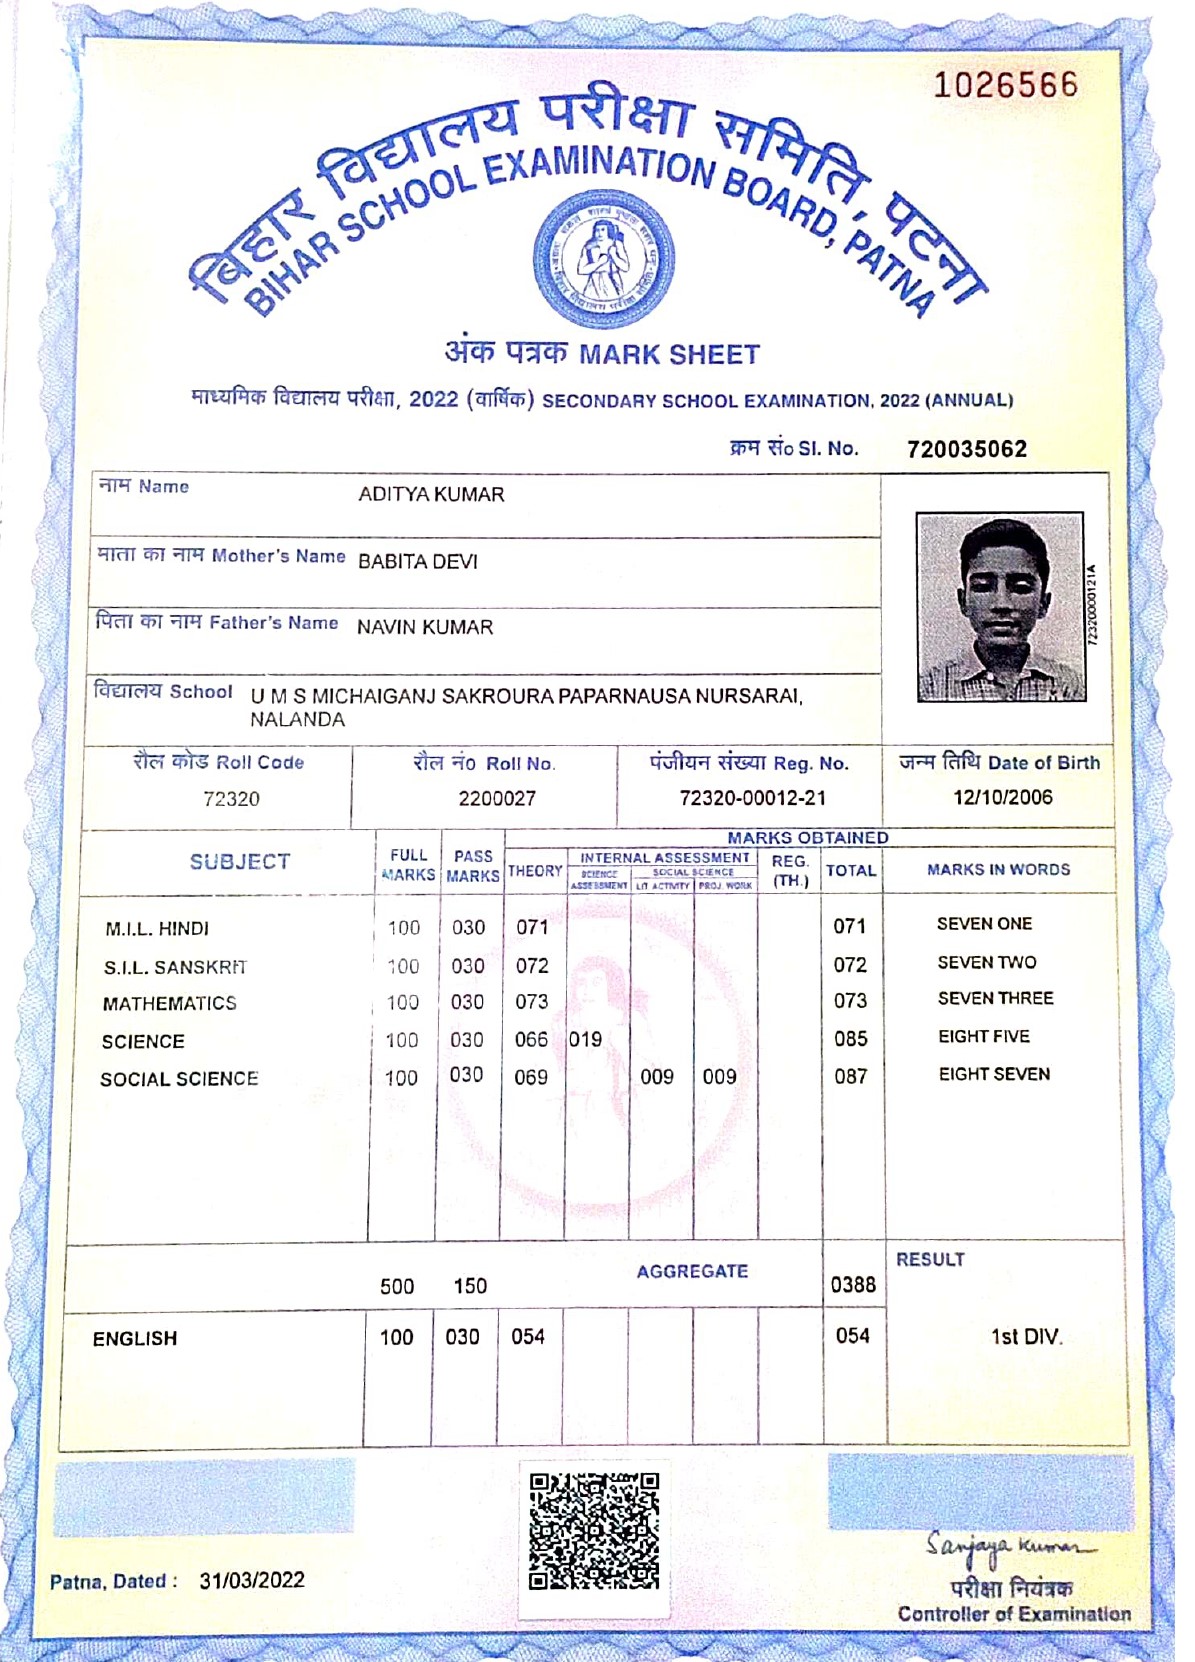 1026566
बिहार विद्यालय परीक्षा समिति, पटना
BIHAR SCHOOL EXAMINATION BOARD, PATNA
अंक पत्रक MARK SHEET
माध्यमिक विद्यालय परीक्षा, 2022 (वार्षिक) SECONDARY SCHOOL EXAMINATION, 2022 (ANNUAL)
क्रम सं० Sl. No. 720035062
नाम Name ADITYA KUMAR
माता का नाम Mother's Name BABITA DEVI
पिता का नाम Father's Name NAVIN KUMAR
72320000121A
विद्यालय School U M S MICHAIGANJ SAKROURA PAPARNAUSA NURSARAI,
NALANDA
रौल कोड Roll Code रौल नं० Roll No. पंजीयन संख्या Reg. No. जन्म तिथि Date of Birth
72320 2200027 72320-00012-21 12/10/2006
MARKS OBTAINED
SUBJECT FULL MARKS PASS MARKS THEORY INTERNAL ASSESSMENT REG. (TH.) TOTAL MARKS IN WORDS
SCIENCE ASSESSMENT SOCIAL SCIENCE
LIT ACTIVITY PROJ. WORK
M.I.L. HINDI 100 030 071 071 SEVEN ONE
S.I.L. SANSKRIT 100 030 072 072 SEVEN TWO
MATHEMATICS 100 030 073 073 SEVEN THREE
SCIENCE 100 030 066 019 085 EIGHT FIVE
SOCIAL SCIENCE 100 030 069 009 009 087 EIGHT SEVEN
500 150 AGGREGATE 0388 RESULT
ENGLISH 100 030 054 054 1st DIV.
Sanjaya Kumar
Patna, Dated : 31/03/2022
परीक्षा नियंत्रक
Controller of Examination